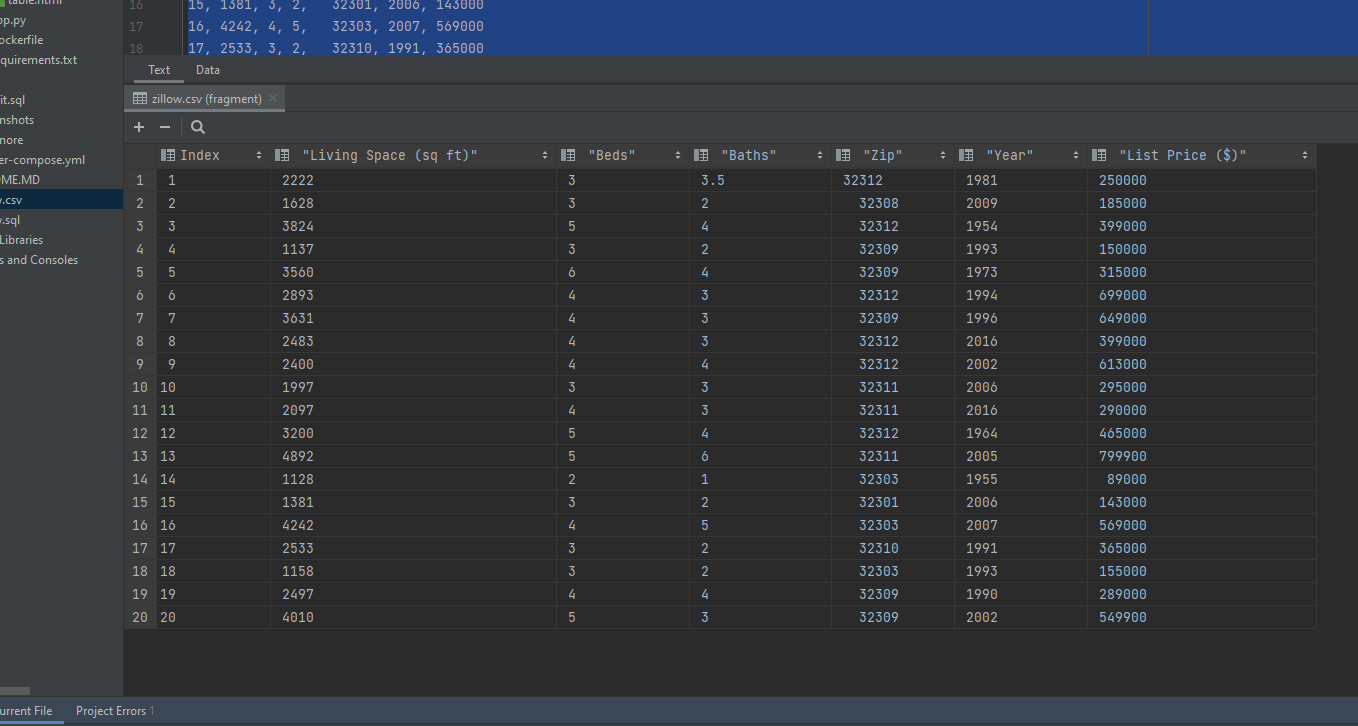 table.html
16 15, 1381, 3, 2,   32301, 2006, 143000
pp.py
17 16, 4242, 4, 5,   32303, 2007, 569000
ockerfile
18 17, 2533, 3, 2,   32310, 1991, 365000
quirements.txt
Text Data
it.sql
zillow.csv (fragment)
nshots
nore
er-compose.yml
Index "Living Space (sq ft)" "Beds" "Baths" "Zip" "Year" "List Price ($)"
ME.MD
1 1 2222 3 3.5 32312 1981 250000
.csv
2 2 1628 3 2 32308 2009 185000
.sql
3 3 3824 5 4 32312 1954 399000
Libraries
4 4 1137 3 2 32309 1993 150000
s and Consoles
5 5 3560 6 4 32309 1973 315000
6 6 2893 4 3 32312 1994 699000
7 7 3631 4 3 32309 1996 649000
8 8 2483 4 3 32312 2016 399000
9 9 2400 4 4 32312 2002 613000
10 10 1997 3 3 32311 2006 295000
11 11 2097 4 3 32311 2016 290000
12 12 3200 5 4 32312 1964 465000
13 13 4892 5 6 32311 2005 799900
14 14 1128 2 1 32303 1955 89000
15 15 1381 3 2 32301 2006 143000
16 16 4242 4 5 32303 2007 569000
17 17 2533 3 2 32310 1991 365000
18 18 1158 3 2 32303 1993 155000
19 19 2497 4 4 32309 1990 289000
20 20 4010 5 3 32309 2002 549900
urrent File Project Errors 1